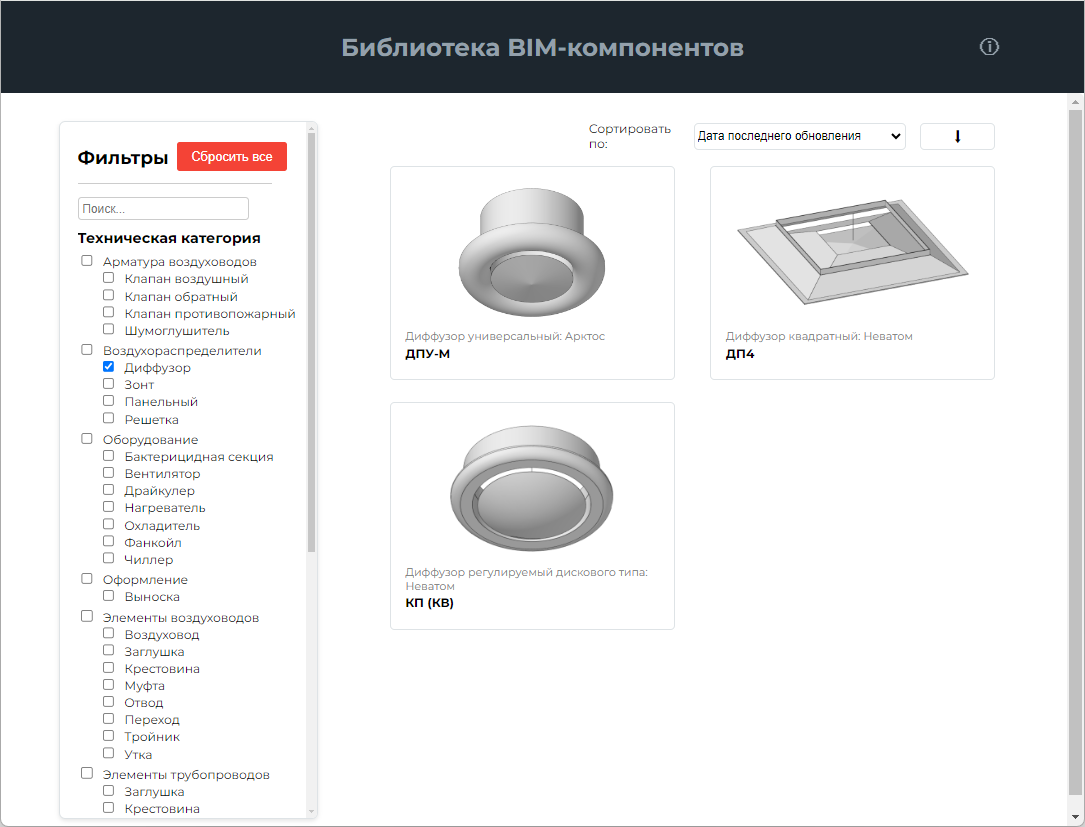 Библиотека BIM-компонентов
Фильтры
Сбросить все
Поиск...
Техническая категория
Арматура воздуховодов
Клапан воздушный
Клапан обратный
Клапан противопожарный
Шумоглушитель
Воздухораспределители
Диффузор
Зонт
Панельный
Решетка
Оборудование
Бактерицидная секция
Вентилятор
Драйкулер
Нагреватель
Охладитель
Фанкойл
Чиллер
Оформление
Выноска
Элементы воздуховодов
Воздуховод
Заглушка
Крестовина
Муфта
Отвод
Переход
Тройник
Утка
Элементы трубопроводов
Заглушка
Крестовина
Сортировать
по:
Дата последнего обновления
Диффузор универсальный: Арктос
ДПУ-М
Диффузор квадратный: Неватом
ДП4
Диффузор регулируемый дискового типа:
Неватом
КП (КВ)